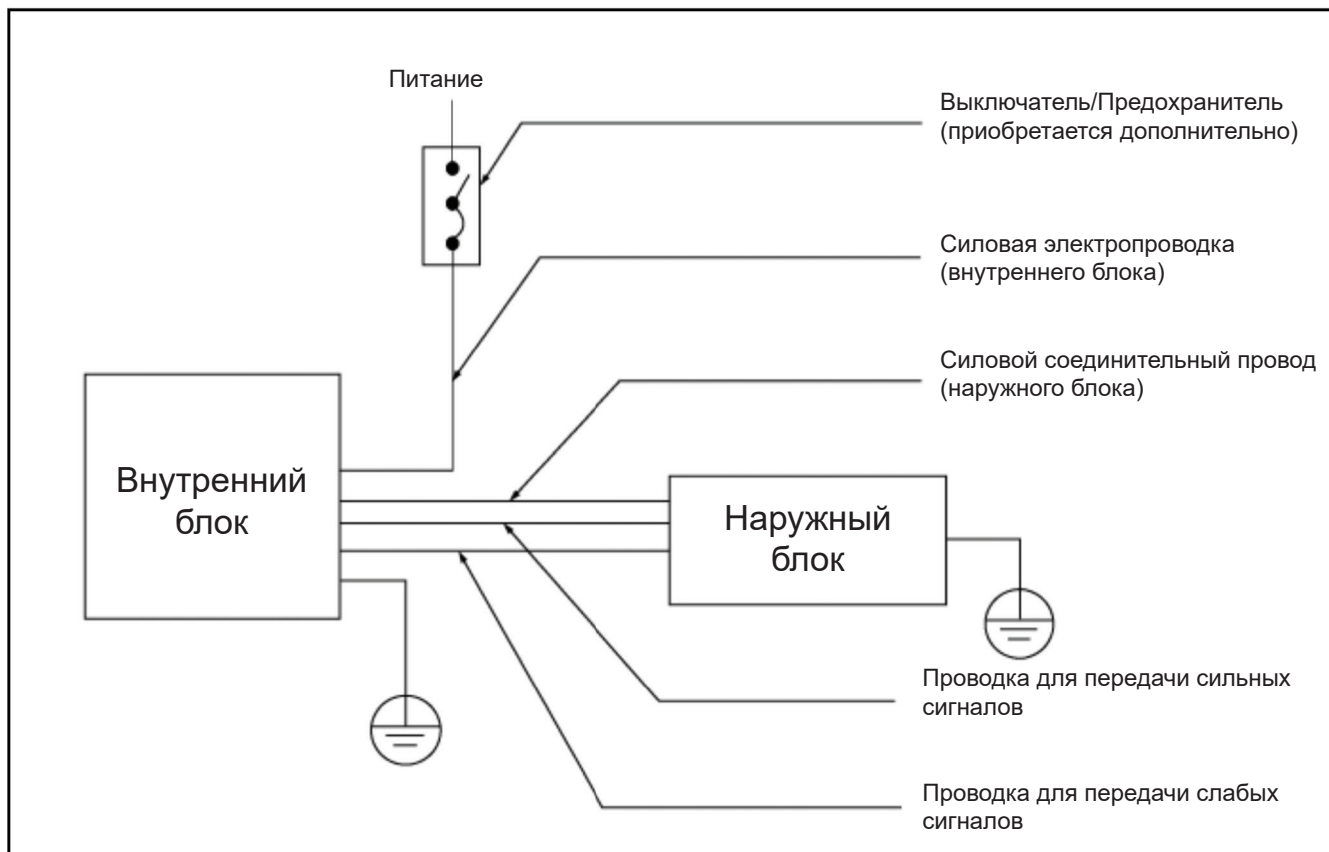 Питание
Выключатель/Предохранитель
(приобретается дополнительно)
Силовая электропроводка
(внутреннего блока)
Силовой соединительный провод
(наружного блока)
Внутренний
блок
Наружный
блок
Проводка для передачи сильных
сигналов
Проводка для передачи слабых
сигналов